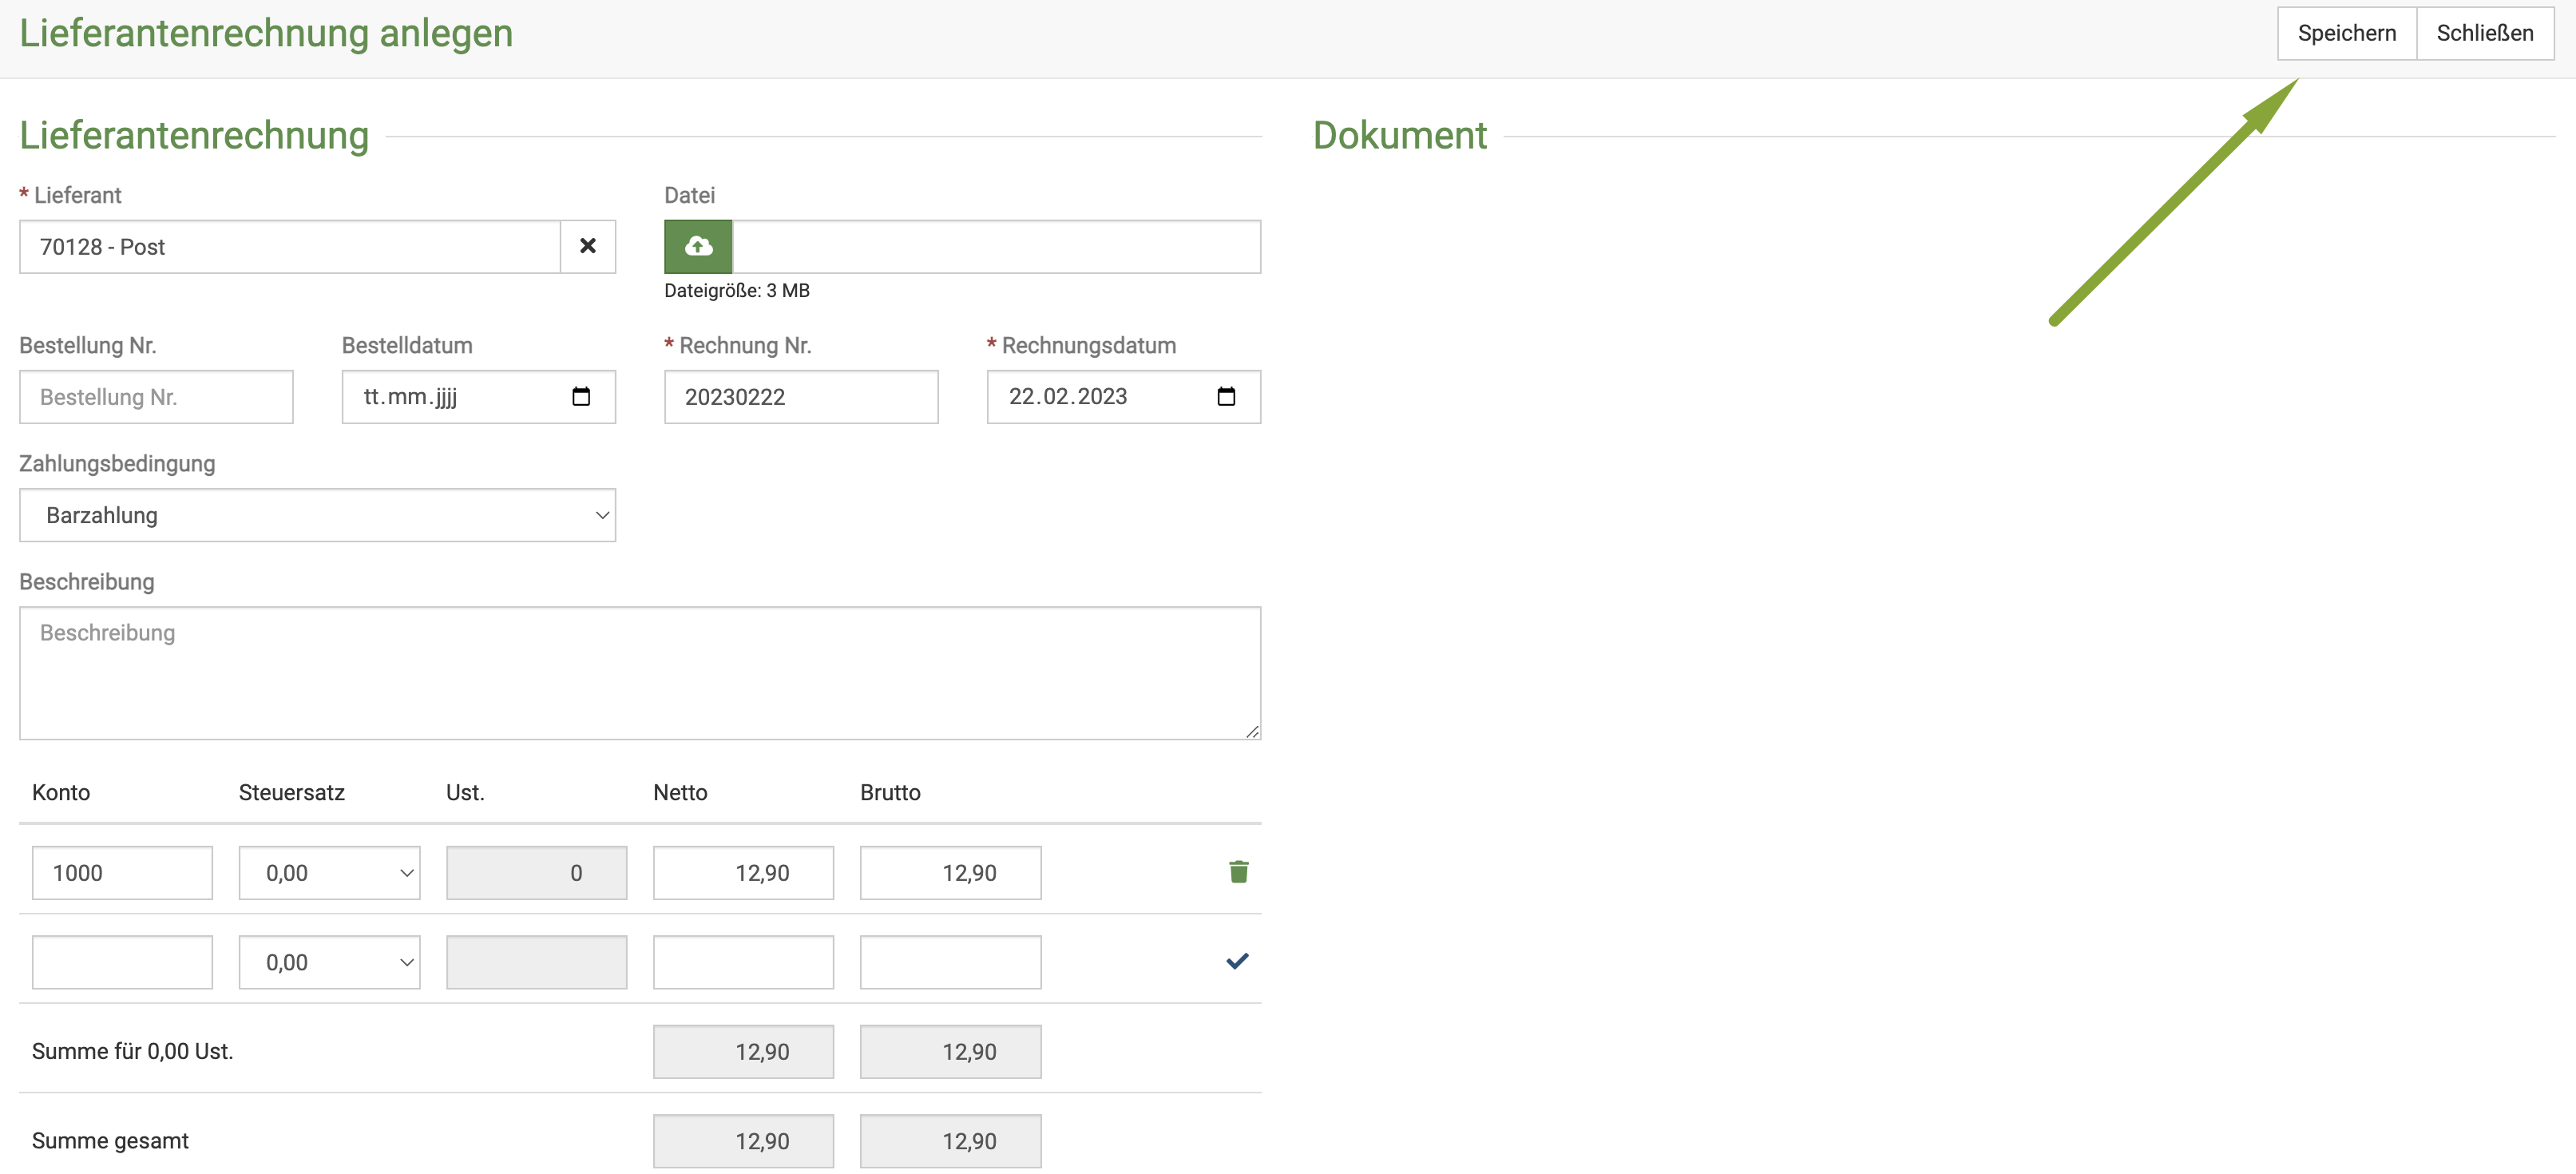 Lieferantenrechnung anlegen
Speichern
Schließen
Lieferantenrechnung
Dokument
* Lieferant
Datei
70128 - Post
Dateigröße: 3 MB
Bestellung Nr.
Bestelldatum
* Rechnung Nr.
* Rechnungsdatum
Bestellung Nr.
tt.mm.jjjj
20230222
22.02.2023
Zahlungsbedingung
Barzahlung
Beschreibung
Beschreibung
Konto Steuersatz Ust. Netto Brutto
1000 0,00 0 12,90 12,90
0,00
Summe für 0,00 Ust. 12,90 12,90
Summe gesamt 12,90 12,90